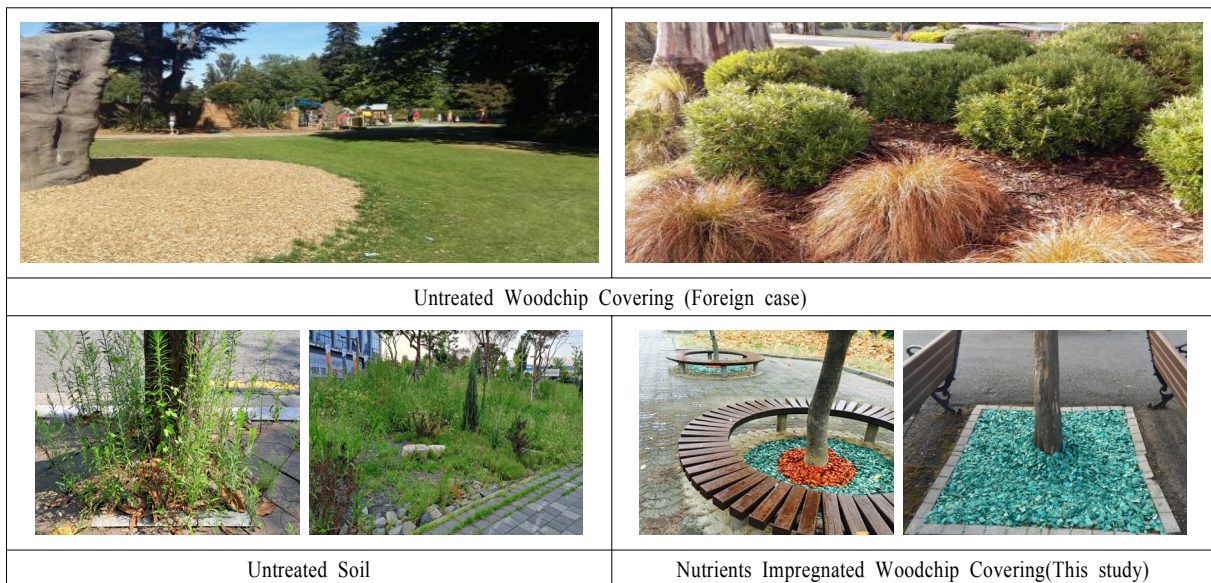 Untreated Woodchip Covering (Foreign case)
Untreated Soil
Nutrients Impregnated Woodchip Covering(This study)